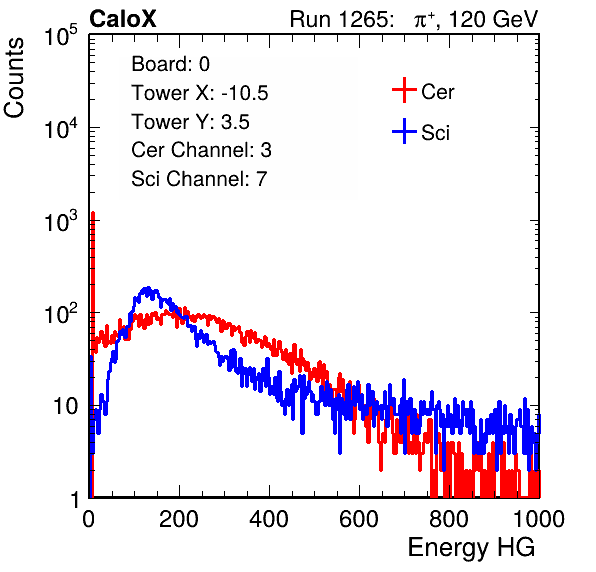 CaloX Run 1265: π⁺, 120 GeV
Counts
Board: 0
Tower X: -10.5
Tower Y: 3.5
Cer Channel: 3
Sci Channel: 7
Cer
Sci
10⁵
10⁴
10³
10²
10
1
0 200 400 600 800 1000
Energy HG